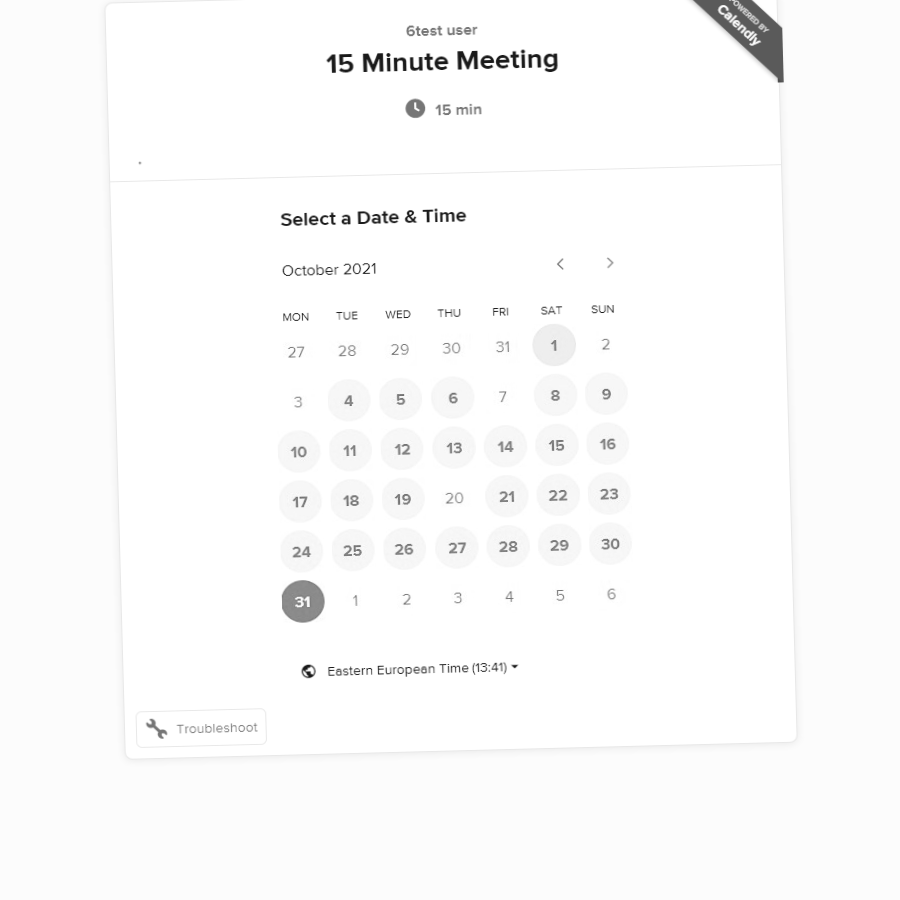 POWERED BY
Calendly
6test user
15 Minute Meeting
15 min
.
Select a Date & Time
October 2021
MON TUE WED THU FRI SAT SUN
27 28 29 30 31 1 2
3 4 5 6 7 8 9
10 11 12 13 14 15 16
17 18 19 20 21 22 23
24 25 26 27 28 29 30
31 1 2 3 4 5 6
Eastern European Time (13:41)
Troubleshoot